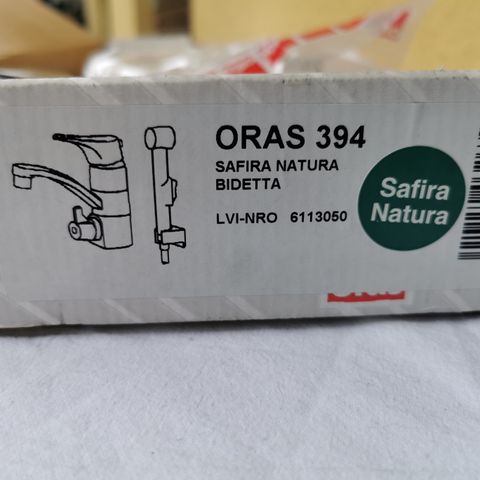 ORAS 394
SAFIRA NATURA
BIDETTA
LVI-NRO 6113050
Safira
Natura